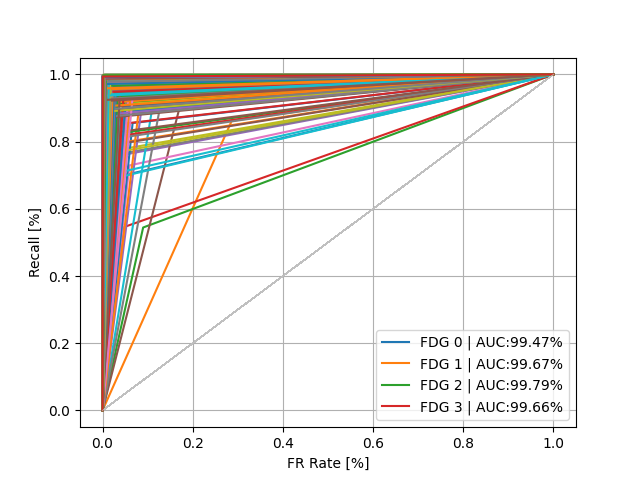 1.0
0.8
0.6
0.4
0.2
0.0
Recall [%]
0.0 0.2 0.4 0.6 0.8 1.0
FR Rate [%]
FDG 0 | AUC:99.47%
FDG 1 | AUC:99.67%
FDG 2 | AUC:99.79%
FDG 3 | AUC:99.66%